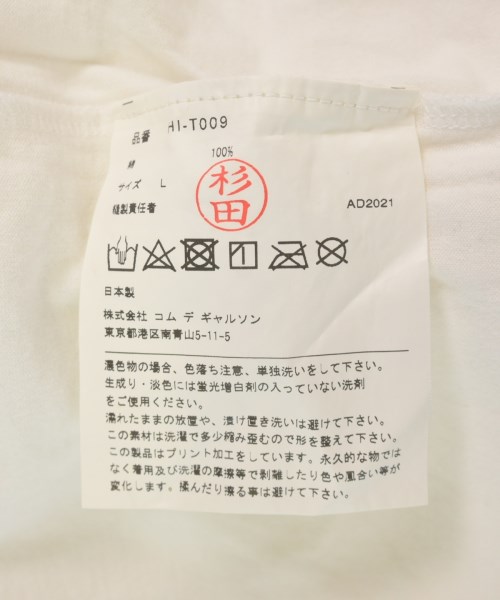 品番 HI-T009
綿 100%
サイズ L
縫製責任者 杉田 AD2021
日本製
株式会社 コム デ ギャルソン
東京都港区南青山5-11-5
濃色物の場合、色落ち注意、単独洗いをして下さい。
生成り・淡色には蛍光増白剤の入っていない洗剤
をご使用ください。
濡れたままの放置や、漬け置き洗いは避けて下さい。
この素材は洗濯で多少縮み歪むので形を整えて下さい。
この製品はプリント加工をしています。永久的な物では
なく着用及び洗濯の摩擦等で剥離したり色や風合い等が
変化します。揉んだり擦る事は避けて下さい。